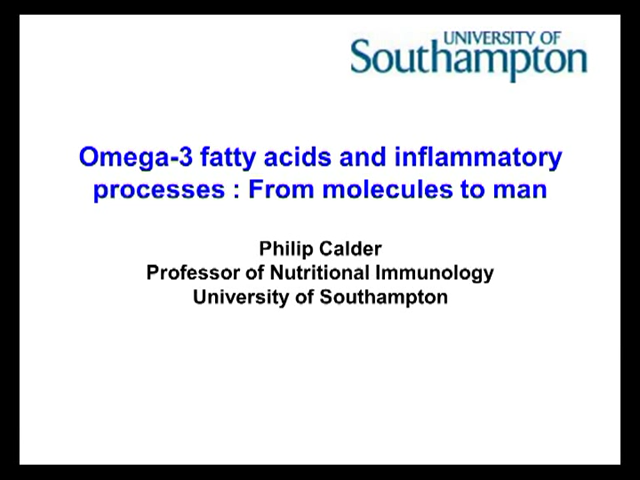 UNIVERSITY OF
Southampton
Omega-3 fatty acids and inflammatory
processes : From molecules to man
Philip Calder
Professor of Nutritional Immunology
University of Southampton